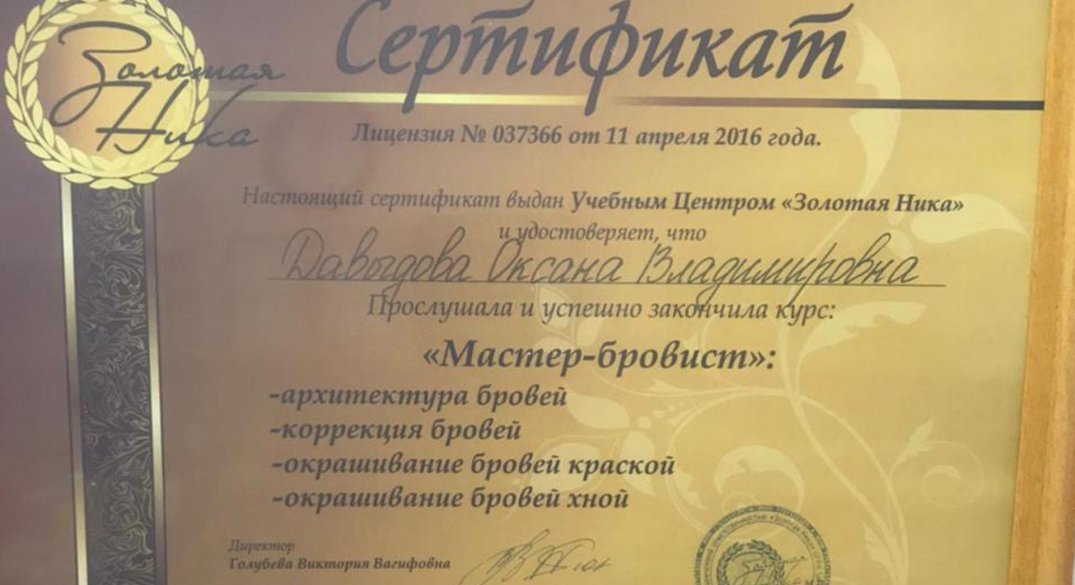 Сертификат
Золотая
Ника
Лицензия № 037366 от 11 апреля 2016 года.
Настоящий сертификат выдан Учебным Центром «Золотая Ника»
и удостоверяет, что
Давыдова Оксана Владимировна
Прослушала и успешно закончила курс:
«Мастер-бровист»:
-архитектура бровей
-коррекция бровей
-окрашивание бровей краской
-окрашивание бровей хной
Директор
Голубева Виктория Вагифовна